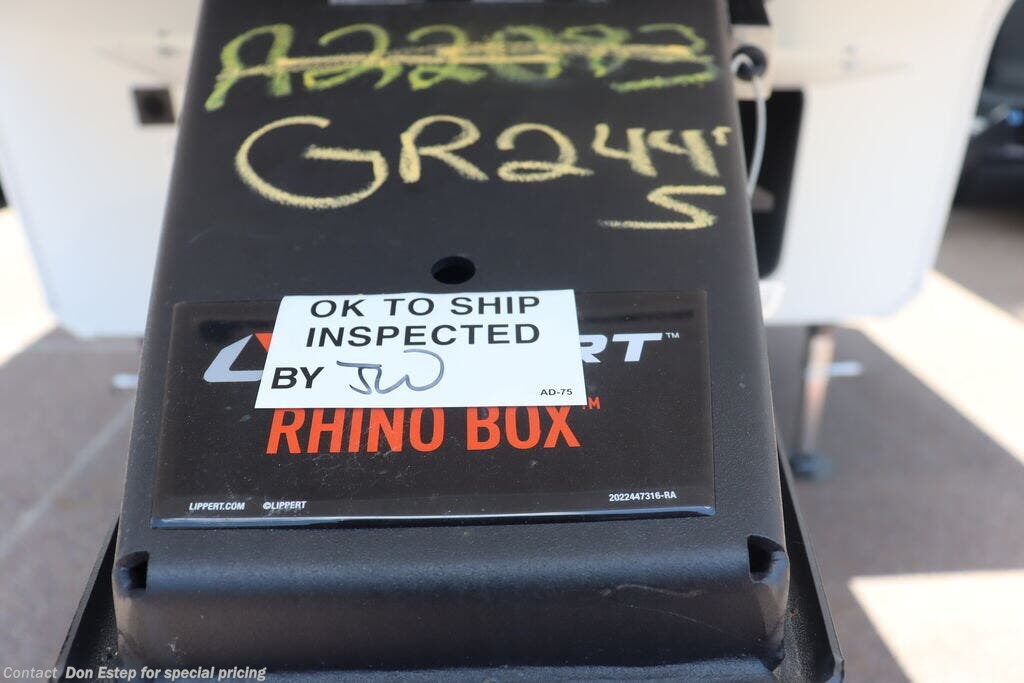 A22083
GR244
S
OK TO SHIP
INSPECTED
BY JW
AD-75
RT™
RHINO BOX™
LIPPERT.COM ©LIPPERT
2022447316-RA
Contact Don Estep for special pricing